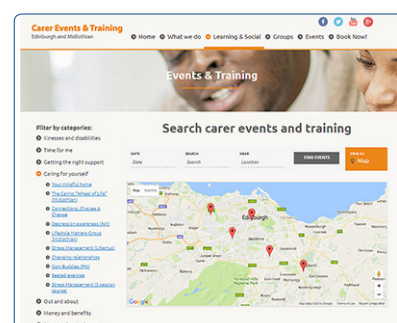 Carer Events & Training
Edinburgh and Midlothian
Home What we do Learning & Social Groups Events Book Now!
Events & Training
Filter by categories:
Illnesses and disabilities
Time for me
Getting the right support
Caring for yourself
Your mindful home
The Caring "Wheel of Life"
(Midlothian)
Connections, Choices &
Change
Depression awareness (AM)
Lifestyle Matters Group
(Midlothian)
Stress Management (Libertus)
Changing relationships
Gym Buddies (PM)
Seated exercise
Stress Management (2 session
course)
Out and about
Money and benefits
Search carer events and training
DATE SEARCH NEAR
Date Search Location
FIND EVENTS
VIEW AS
Map
Map Satellite
Edinburgh
Google